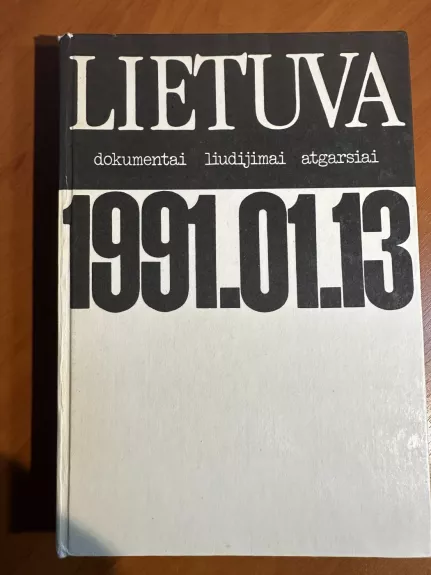 LIETUVA
dokumentai liudijimai atgarsiai
1991.01.13